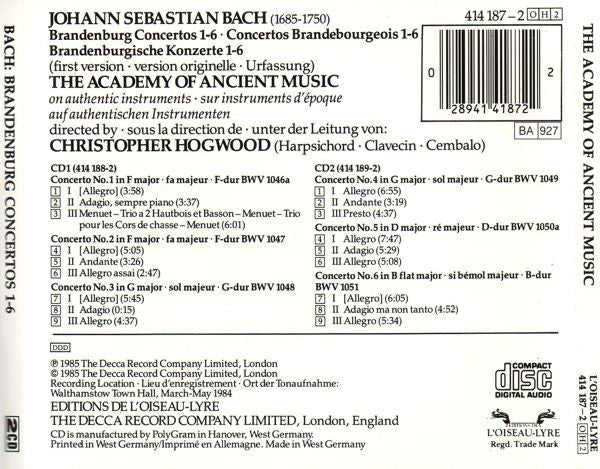 BACH: BRANDENBURG CONCERTOS 1-6
2CD
JOHANN SEBASTIAN BACH (1685-1750)
Brandenburg Concertos 1-6 · Concertos Brandebourgeois 1-6
Brandenburgische Konzerte 1-6
(first version · version originelle · Urfassung)
THE ACADEMY OF ANCIENT MUSIC
on authentic instruments · sur instruments d'époque
auf authentischen Instrumenten
directed by · sous la direction de · unter der Leitung von:
CHRISTOPHER HOGWOOD (Harpsichord · Clavecin · Cembalo)
414 187-2 OH2
0 2
28941 41872
BA 927
CD1 (414 188-2)
Concerto No.1 in F major · fa majeur · F-dur BWV 1046a
1 I [Allegro] (3:58)
2 II Adagio, sempre piano (3:37)
3 III Menuet – Trio a 2 Hautbois et Basson – Menuet – Trio
pour les Cors de chasse – Menuet (6:01)
Concerto No.2 in F major · fa majeur · F-dur BWV 1047
4 I [Allegro] (5:05)
5 II Andante (3:26)
6 III Allegro assai (2:47)
Concerto No.3 in G major · sol majeur · G-dur BWV 1048
7 I [Allegro] (5:45)
8 II Adagio (0:15)
9 III Allegro (4:37)
CD2 (414 189-2)
Concerto No.4 in G major · sol majeur · G-dur BWV 1049
1 I Allegro (6:55)
2 II Andante (3:19)
3 III Presto (4:37)
Concerto No.5 in D major · ré majeur · D-dur BWV 1050a
4 I Allegro (7:47)
5 II Adagio (5:29)
6 III Allegro (5:08)
Concerto No.6 in B flat major · si bémol majeur · B-dur
BWV 1051
7 I [Allegro] (6:05)
8 II Adagio ma non tanto (4:52)
9 III Allegro (5:34)
DDD
℗ 1985 The Decca Record Company Limited, London
© 1985 The Decca Record Company Limited, London
Recording Location · Lieu d'enregistrement · Ort der Tonaufnahme:
Walthamstow Town Hall, March-May 1984
EDITIONS DE L'OISEAU-LYRE
THE DECCA RECORD COMPANY LIMITED, London, England
CD is manufactured by PolyGram in Hanover, West Germany.
Printed in West Germany/Imprimé en Allemagne. Made in West Germany
COMPACT
disc
DIGITAL AUDIO
EDITIONS DE
L'OISEAU-LYRE
Regd. Trade Mark
THE ACADEMY OF ANCIENT MUSIC
L'OISEAU-LYRE
414 187-2 OH2